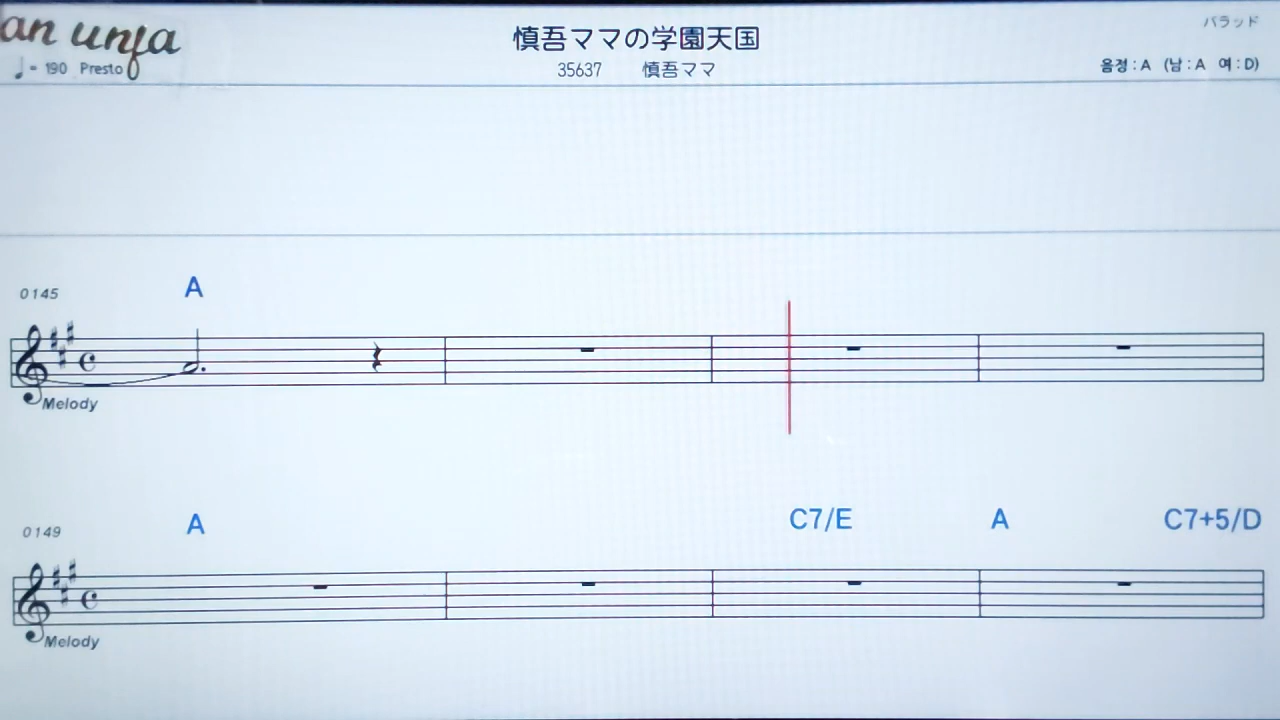 an unja
慎吾ママの学園天国
バラッド
♩= 190 Presto
35637 慎吾ママ
음정 : A (남 : A 여 : D)
0145 A
Melody
0149 A C7/E A C7+5/D
Melody